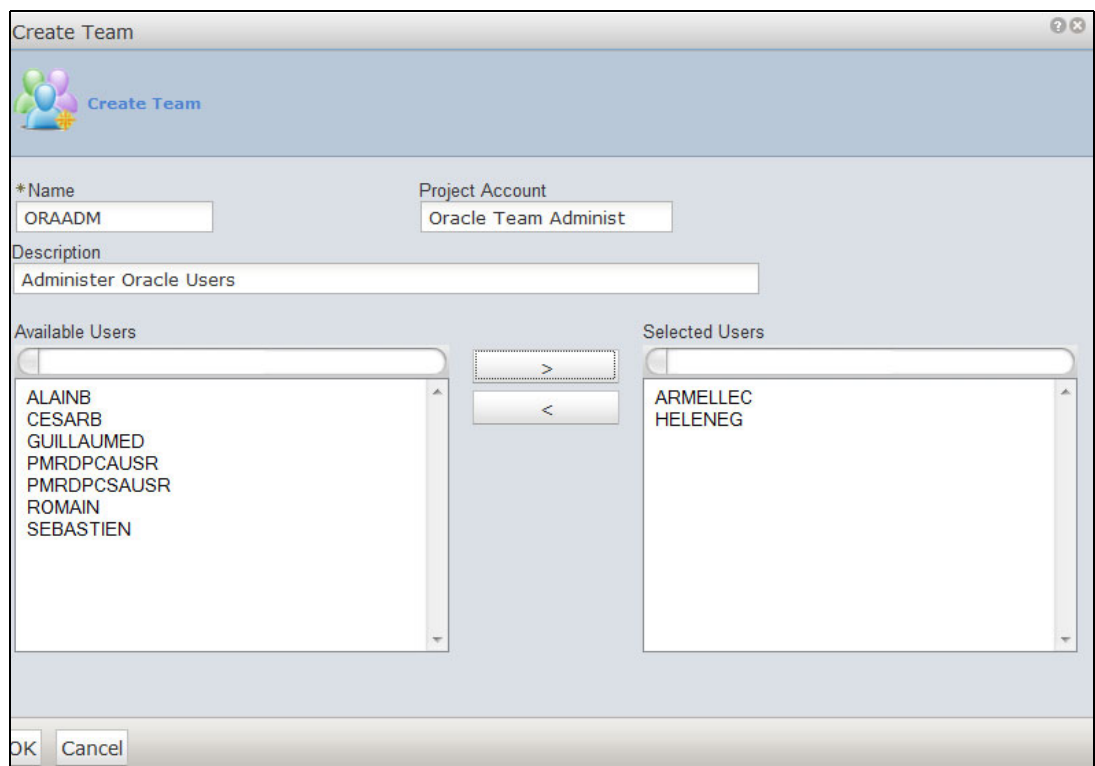 Create Team
Create Team
*Name
Project Account
ORAADM
Oracle Team Administ
Description
Administer Oracle Users
Available Users
Selected Users
>
<
ALAINB
CESARB
GUILLAUMED
PMRDPCAUSR
PMRDPCSAUSR
ROMAIN
SEBASTIEN
ARMELLEC
HELENEG
OK
Cancel